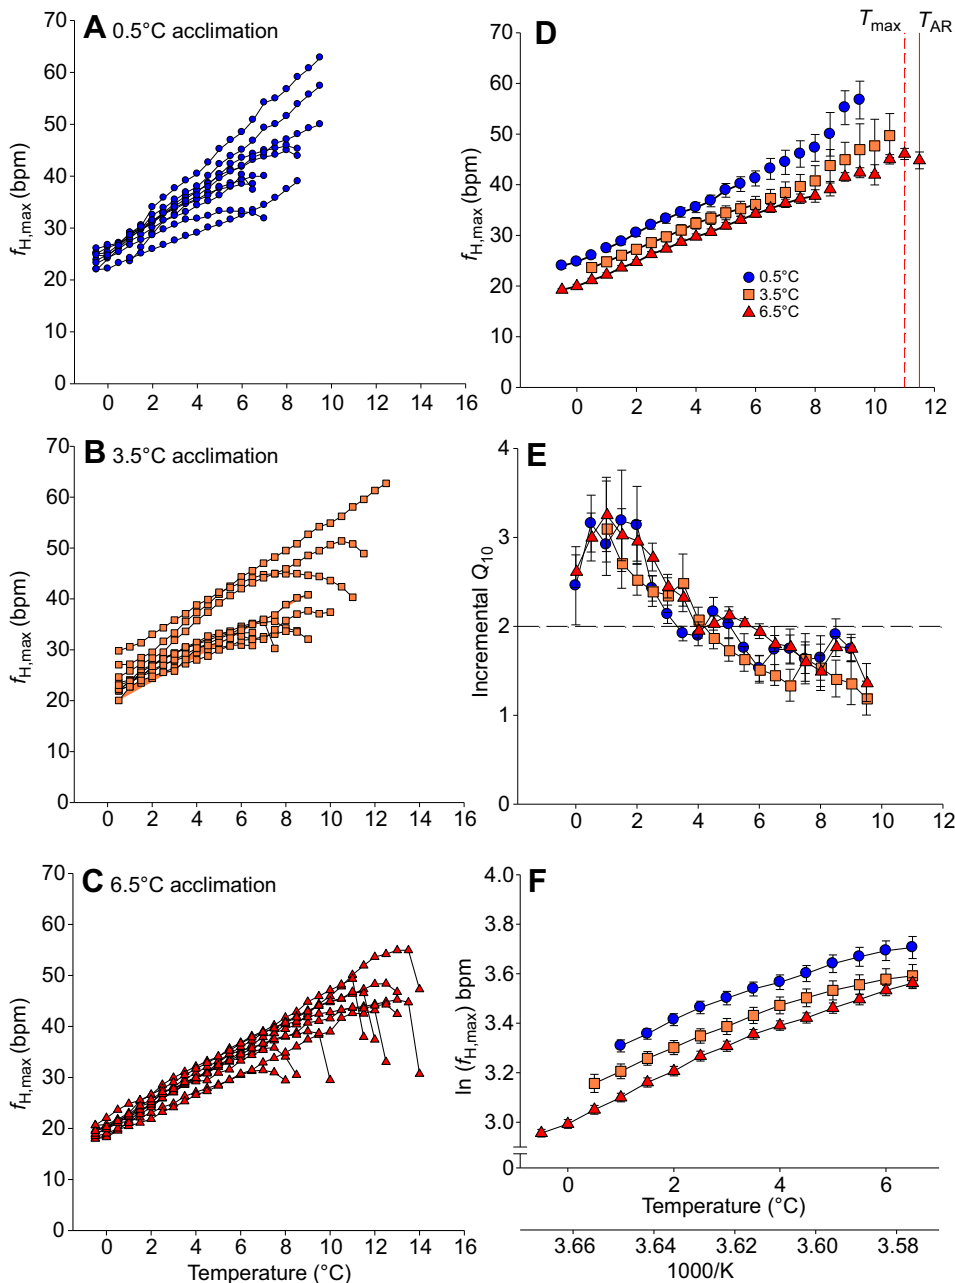 A 0.5°C acclimation
70
60
50
40
30
20
10
0
fH,max (bpm)
0 2 4 6 8 10 12 14 16
D
Tmax TAR
70
60
50
40
30
20
10
0
fH,max (bpm)
0.5°C
3.5°C
6.5°C
0 2 4 6 8 10 12
B 3.5°C acclimation
70
60
50
40
30
20
10
0
fH,max (bpm)
0 2 4 6 8 10 12 14 16
E
4
3
2
1
0
Incremental Q10
0 2 4 6 8 10 12
C 6.5°C acclimation
70
60
50
40
30
20
10
0
fH,max (bpm)
0 2 4 6 8 10 12 14 16
Temperature (°C)
F
4.0
3.8
3.6
3.4
3.2
3.0
0
ln (fH,max) bpm
0 2 4 6
Temperature (°C)
3.66 3.64 3.62 3.60 3.58
1000/K